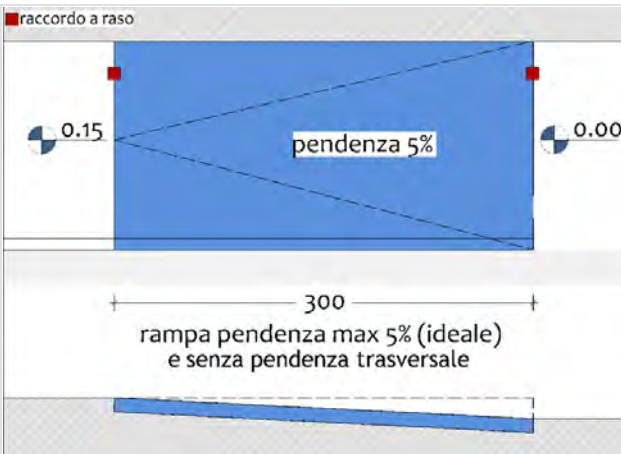 raccordo a raso
0.15
pendenza 5%
0.00
300
rampa pendenza max 5% (ideale)
e senza pendenza trasversale